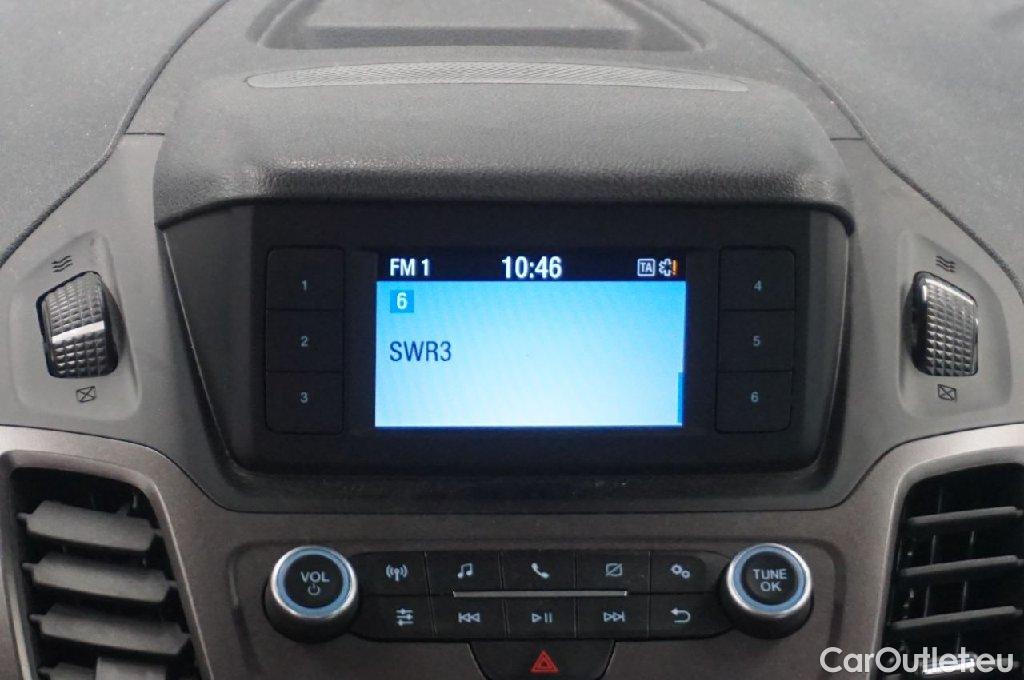 FM 1 10:46 TA
6
SWR3
1
2
3
4
5
6
VOL
TUNE
OK
CarOutlet.eu